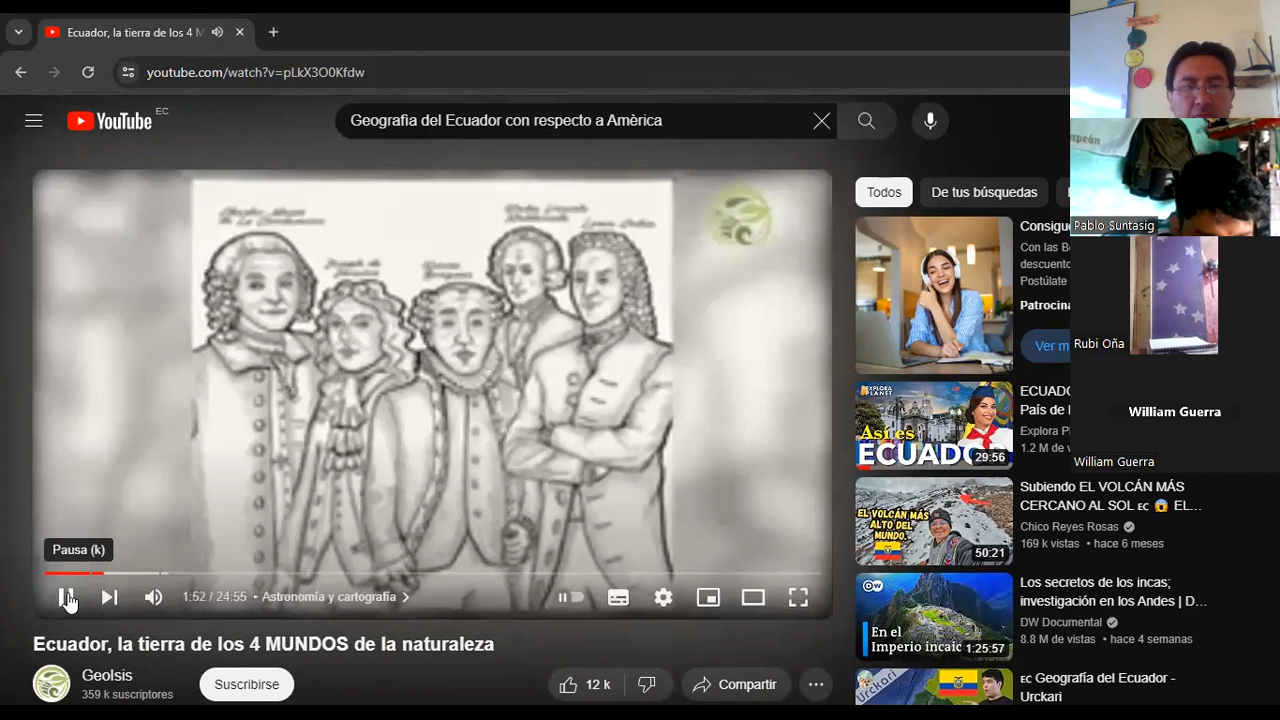 Ecuador, la tierra de los 4 M
youtube.com/watch?v=pLkX3O0Kfdw
YouTube EC
Geografia del Ecuador con respecto a Amèrica
Todos
De tus búsquedas
Consigu
Con las Be
descuento
Postúlate
Patrocina
Ver m
Pausa (k)
1:52 / 24:55 • Astronomía y cartografía
Ecuador, la tierra de los 4 MUNDOS de la naturaleza
Geolsis
359 k suscriptores
Suscribirse
12 k
Compartir
EXPLORA
PLANET
Así es
ECUADOR
29:56
ECUADO
País de l
Explora Pl
1.2 M de v
EL VOLCÁN MÁS
ALTO DEL
MUNDO.
50:21
Subiendo EL VOLCÁN MÁS
CERCANO AL SOL EC 😱 EL...
Chico Reyes Rosas
169 k vistas • hace 6 meses
DW
En el
Imperio incaic
1:25:57
Los secretos de los incas;
investigación en los Andes | D...
DW Documental
8.8 M de vistas • hace 4 semanas
Urckari
EC Geografía del Ecuador -
Urckari
Pablo Suntasig
Rubi Oña
William Guerra
William Guerra